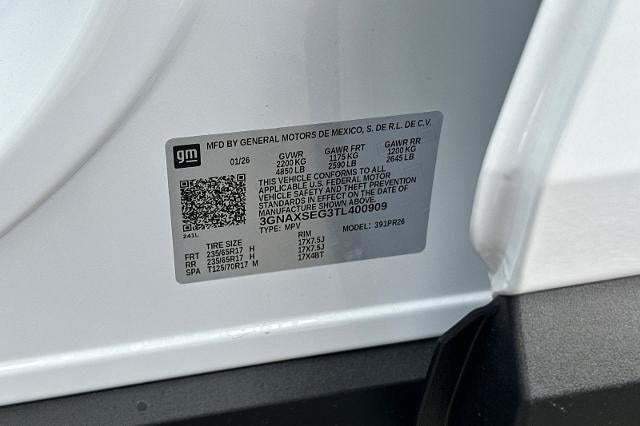 MFD BY GENERAL MOTORS DE MEXICO, S. DE R.L. DE C.V.
gm 01/26 GVWR GAWR FRT GAWR RR
2200 KG 1175 KG 1200 KG
4850 LB 2590 LB 2645 LB
THIS VEHICLE CONFORMS TO ALL
APPLICABLE U.S. FEDERAL MOTOR
VEHICLE SAFETY AND THEFT PREVENTION
STANDARDS IN EFFECT ON THE DATE OF
MANUFACTURE SHOWN ABOVE.
3GNAXSEG3TL400909
TYPE: MPV MODEL: 391PR26
241L
TIRE SIZE RIM
FRT 235/65R17 H 17X7.5J
RR 235/65R17 H 17X7.5J
SPA T125/70R17 M 17X4BT